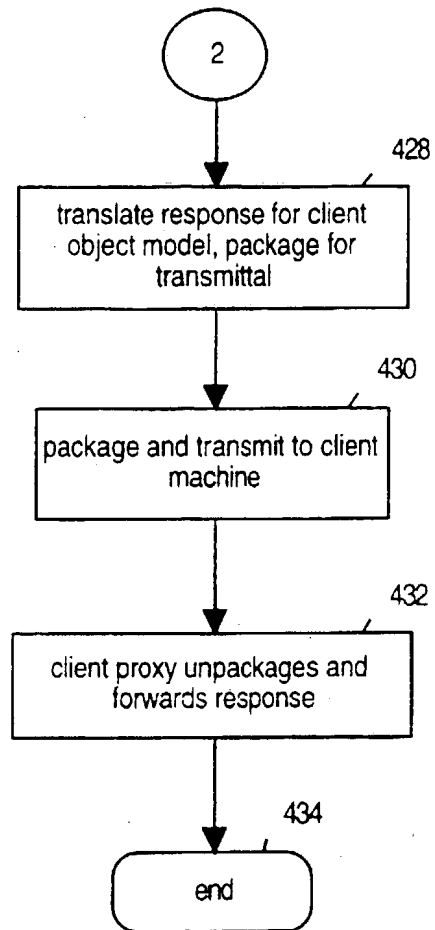 2
428
translate response for client
object model, package for
transmittal
430
package and transmit to client
machine
432
client proxy unpackages and
forwards response
434
end